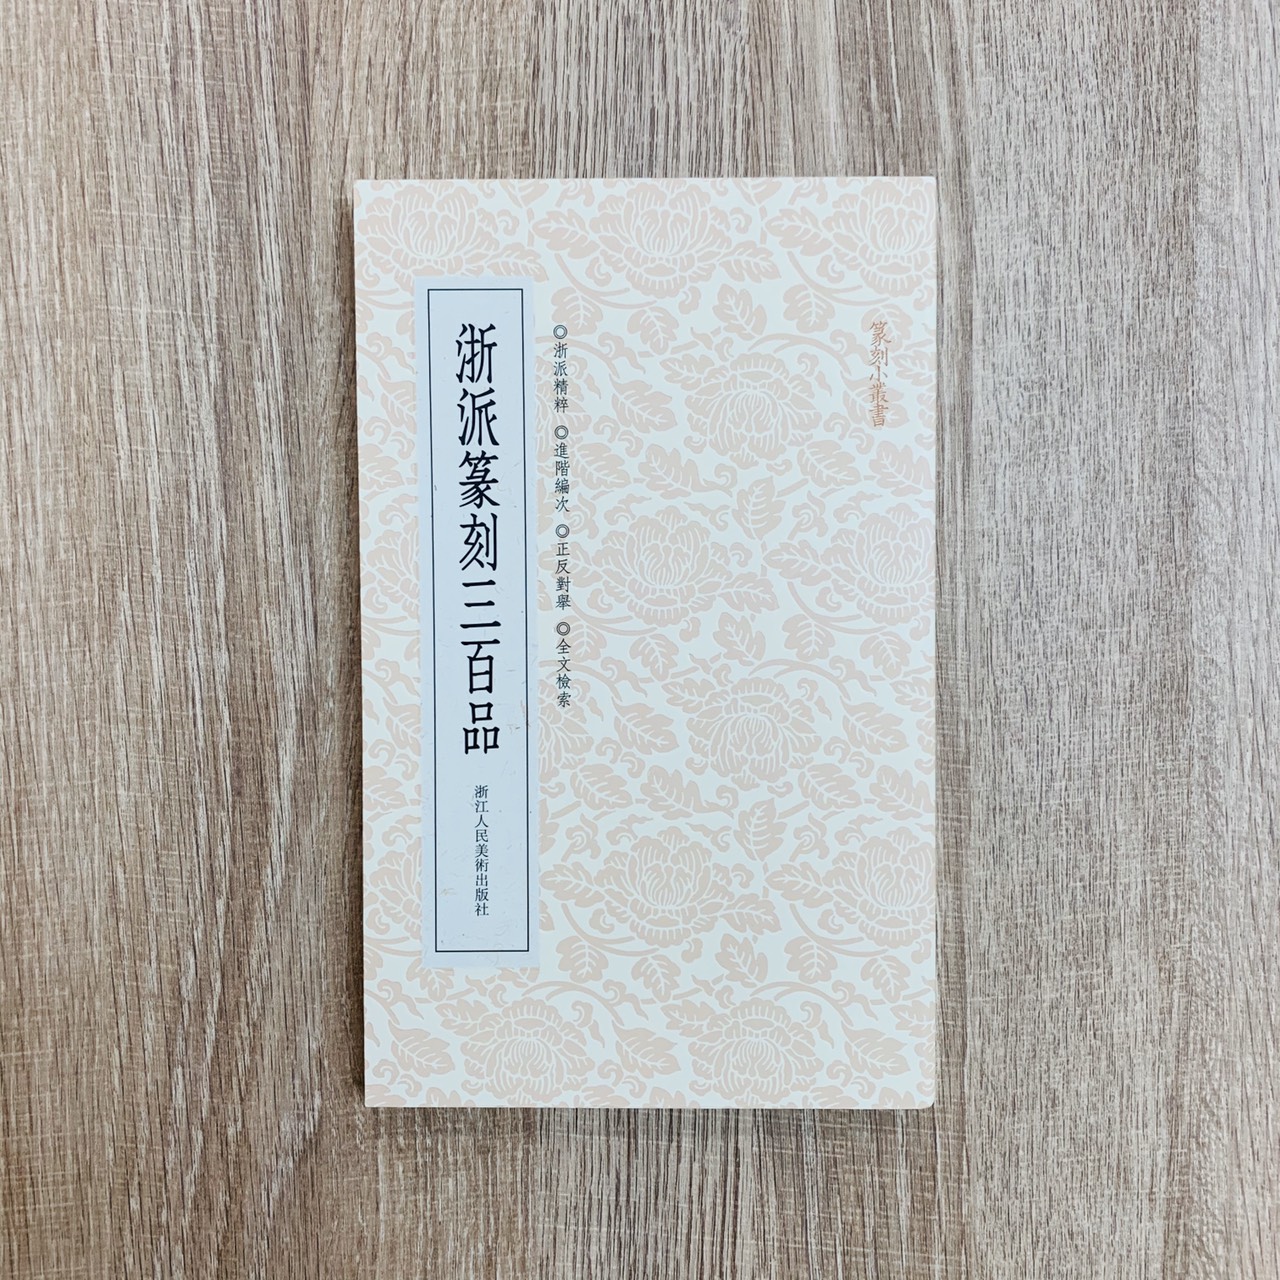 篆刻小叢書
◎浙派精粹 ◎進階編次 ◎正反對舉 ◎全文檢索
浙派篆刻三百品
浙江人民美術出版社